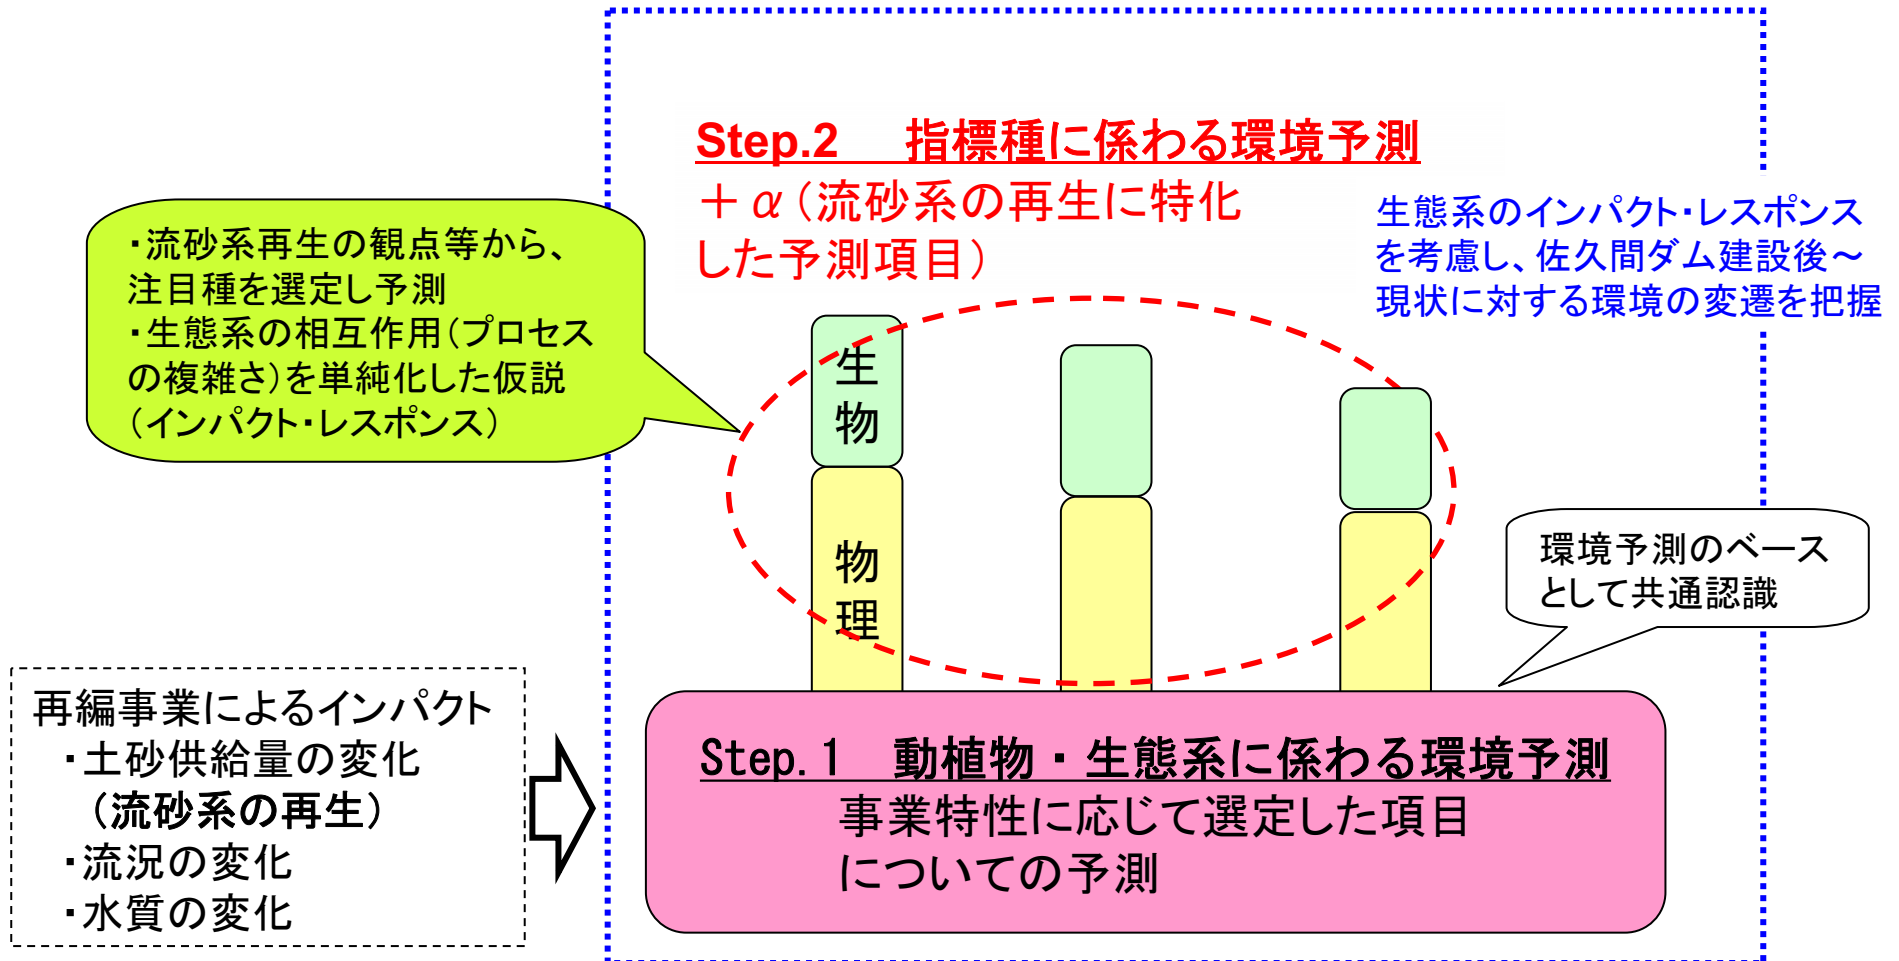 Step.2 指標種に係わる環境予測
＋α（流砂系の再生に特化
した予測項目）
生態系のインパクト・レスポンス
を考慮し、佐久間ダム建設後～
現状に対する環境の変遷を把握
・流砂系再生の観点等から、
注目種を選定し予測
・生態系の相互作用（プロセス
の複雑さ）を単純化した仮説
（インパクト・レスポンス）
生
物
物
理
環境予測のベース
として共通認識
再編事業によるインパクト
・土砂供給量の変化
（流砂系の再生）
・流況の変化
・水質の変化
Step.1 動植物・生態系に係わる環境予測
事業特性に応じて選定した項目
についての予測